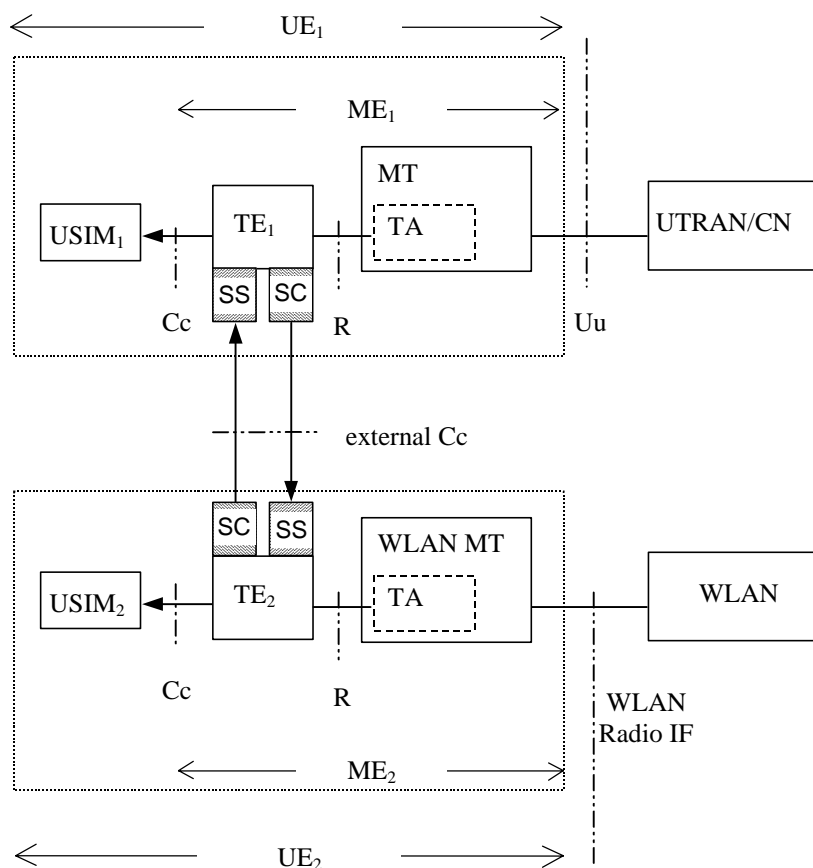 UE₁
ME₁
MT
USIM₁
TE₁
TA
UTRAN/CN
SS
SC
Cc
R
Uu
external Cc
SC
SS
WLAN MT
USIM₂
TE₂
TA
WLAN
Cc
R
WLAN
Radio IF
ME₂
UE₂